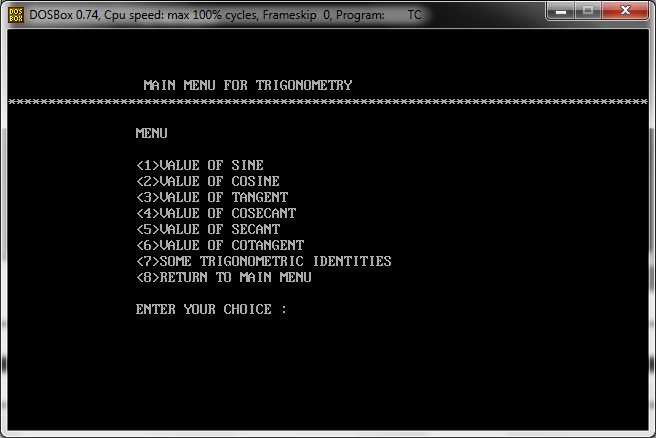 DOSBox 0.74, Cpu speed: max 100% cycles, Frameskip 0, Program: TC
MAIN MENU FOR TRIGONOMETRY
********************************************************************************
MENU
<1>VALUE OF SINE
<2>VALUE OF COSINE
<3>VALUE OF TANGENT
<4>VALUE OF COSECANT
<5>VALUE OF SECANT
<6>VALUE OF COTANGENT
<7>SOME TRIGONOMETRIC IDENTITIES
<8>RETURN TO MAIN MENU
ENTER YOUR CHOICE :